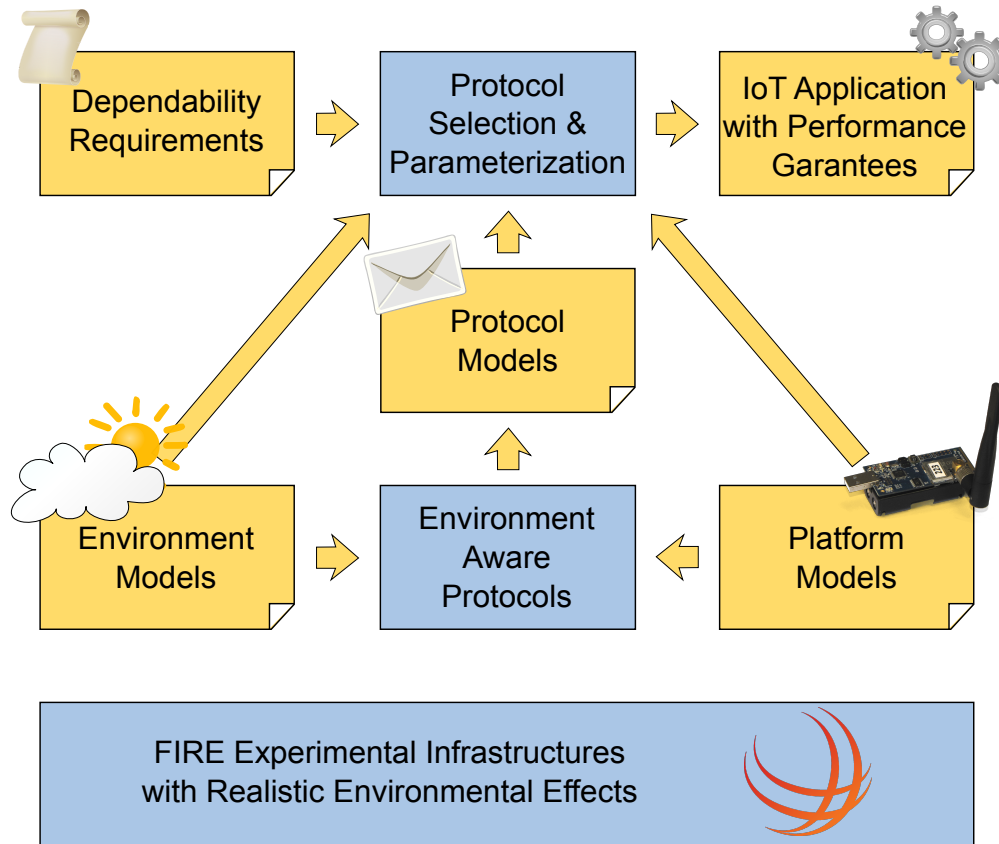 Dependability
Requirements
Protocol
Selection &
Parameterization
IoT Application
with Performance
Garantees
Protocol
Models
Environment
Models
Environment
Aware
Protocols
Platform
Models
223
FIRE Experimental Infrastructures
with Realistic Environmental Effects